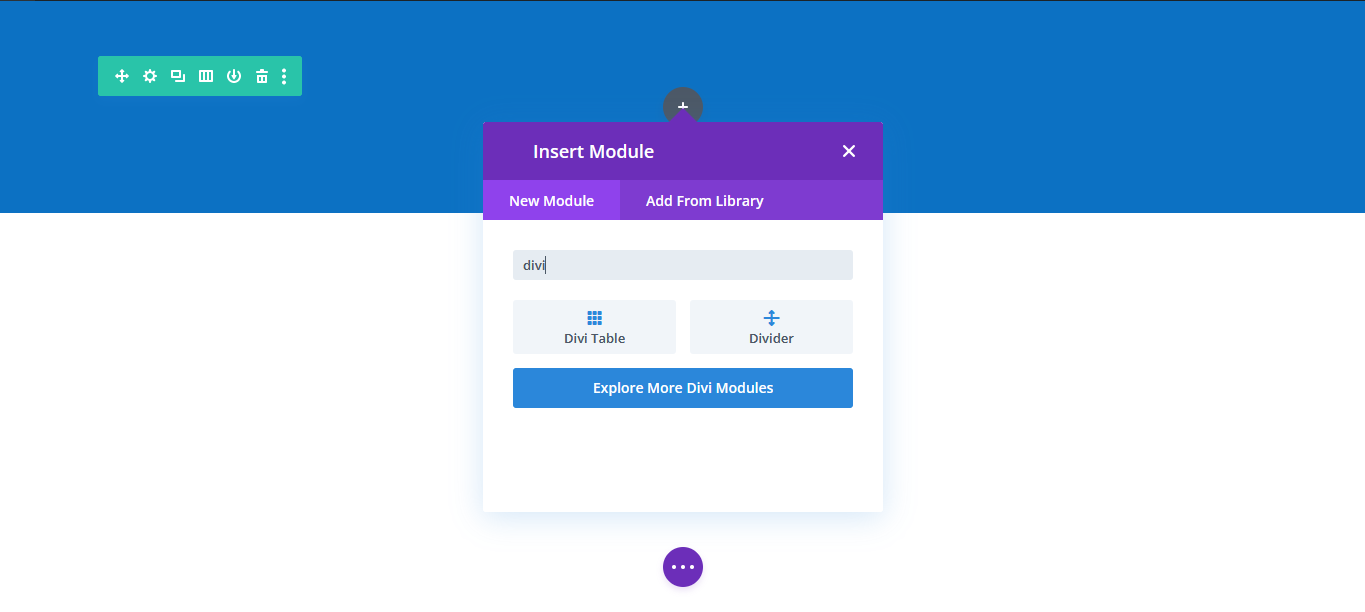 Insert Module
New Module
Add From Library
divi
Divi Table
Divider
Explore More Divi Modules